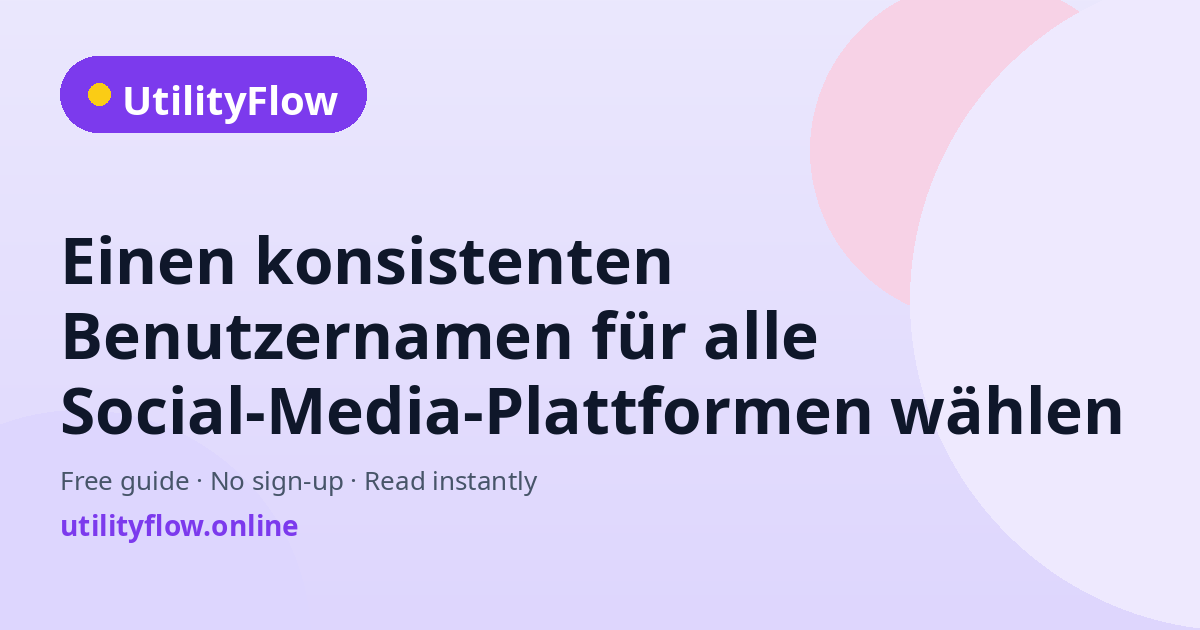 UtilityFlow
Einen konsistenten
Benutzernamen für alle
Social-Media-Plattformen wählen
Free guide · No sign-up · Read instantly
utilityflow.online